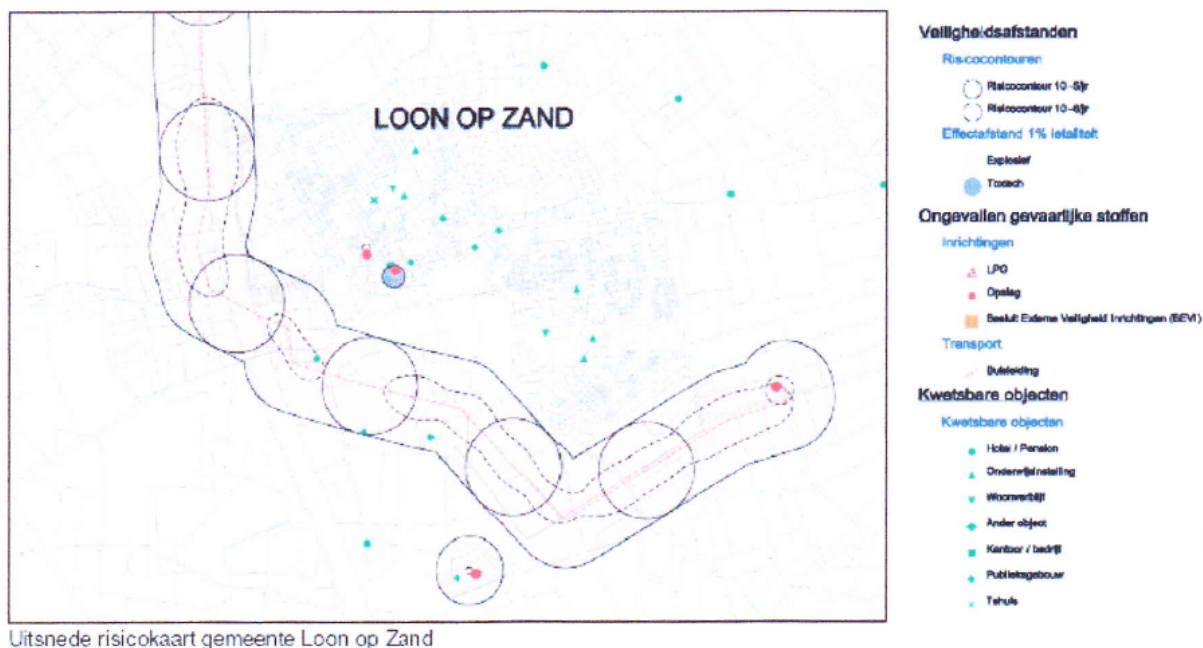 LOON OP ZAND
Veiligheidsafstanden
Risicocontouren
Risicocontour 10-5/jr
Risicocontour 10-6/jr
Effectafstand 1% letaliteit
Explosief
Toxisch
Ongevallen gevaarlijke stoffen
Inrichtingen
LPG
Opslag
Besluit Externe Veiligheid Inrichtingen (BEVI)
Transport
Buisleiding
Kwetsbare objecten
Kwetsbare objecten
Hotel / Pension
Onderwijsinstelling
Woonverblijf
Ander object
Kantoor / bedrijf
Publieksgebouw
Tehuis
Uitsnede risicokaart gemeente Loon op Zand